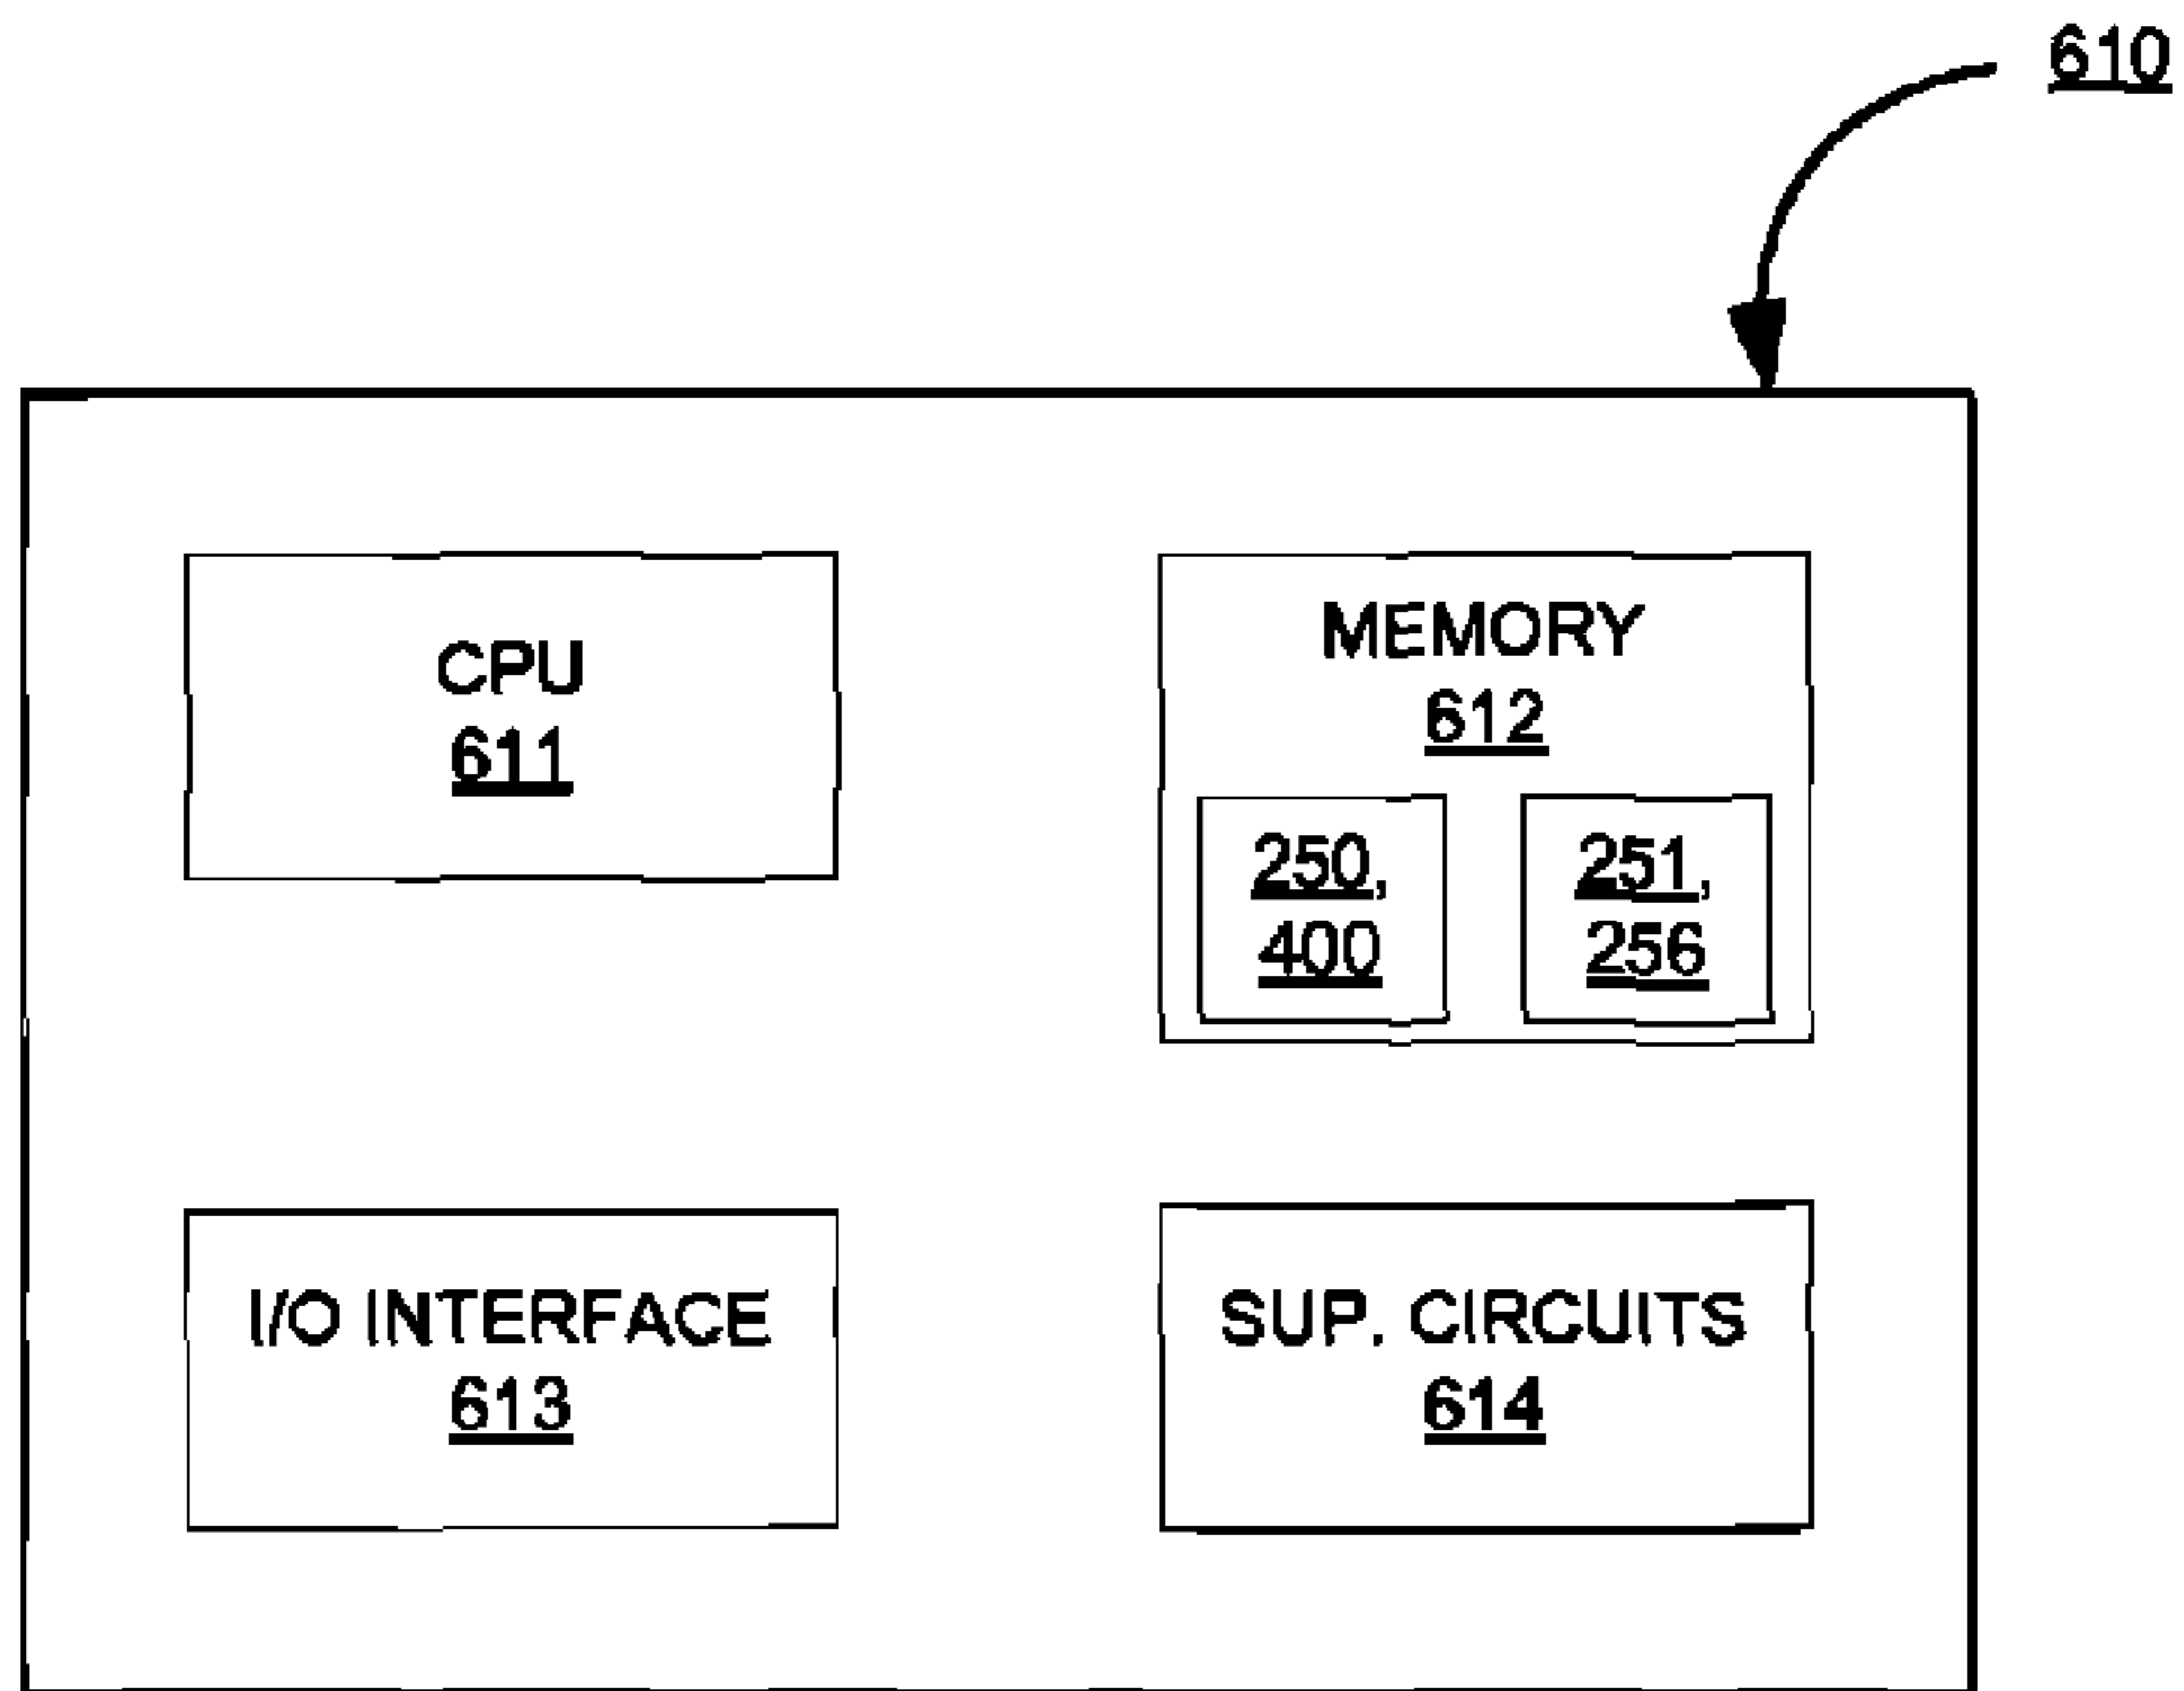 610
CPU
611
MEMORY
612
250,
400
251,
256
I/O INTERFACE
613
SUP. CIRCUITS
614